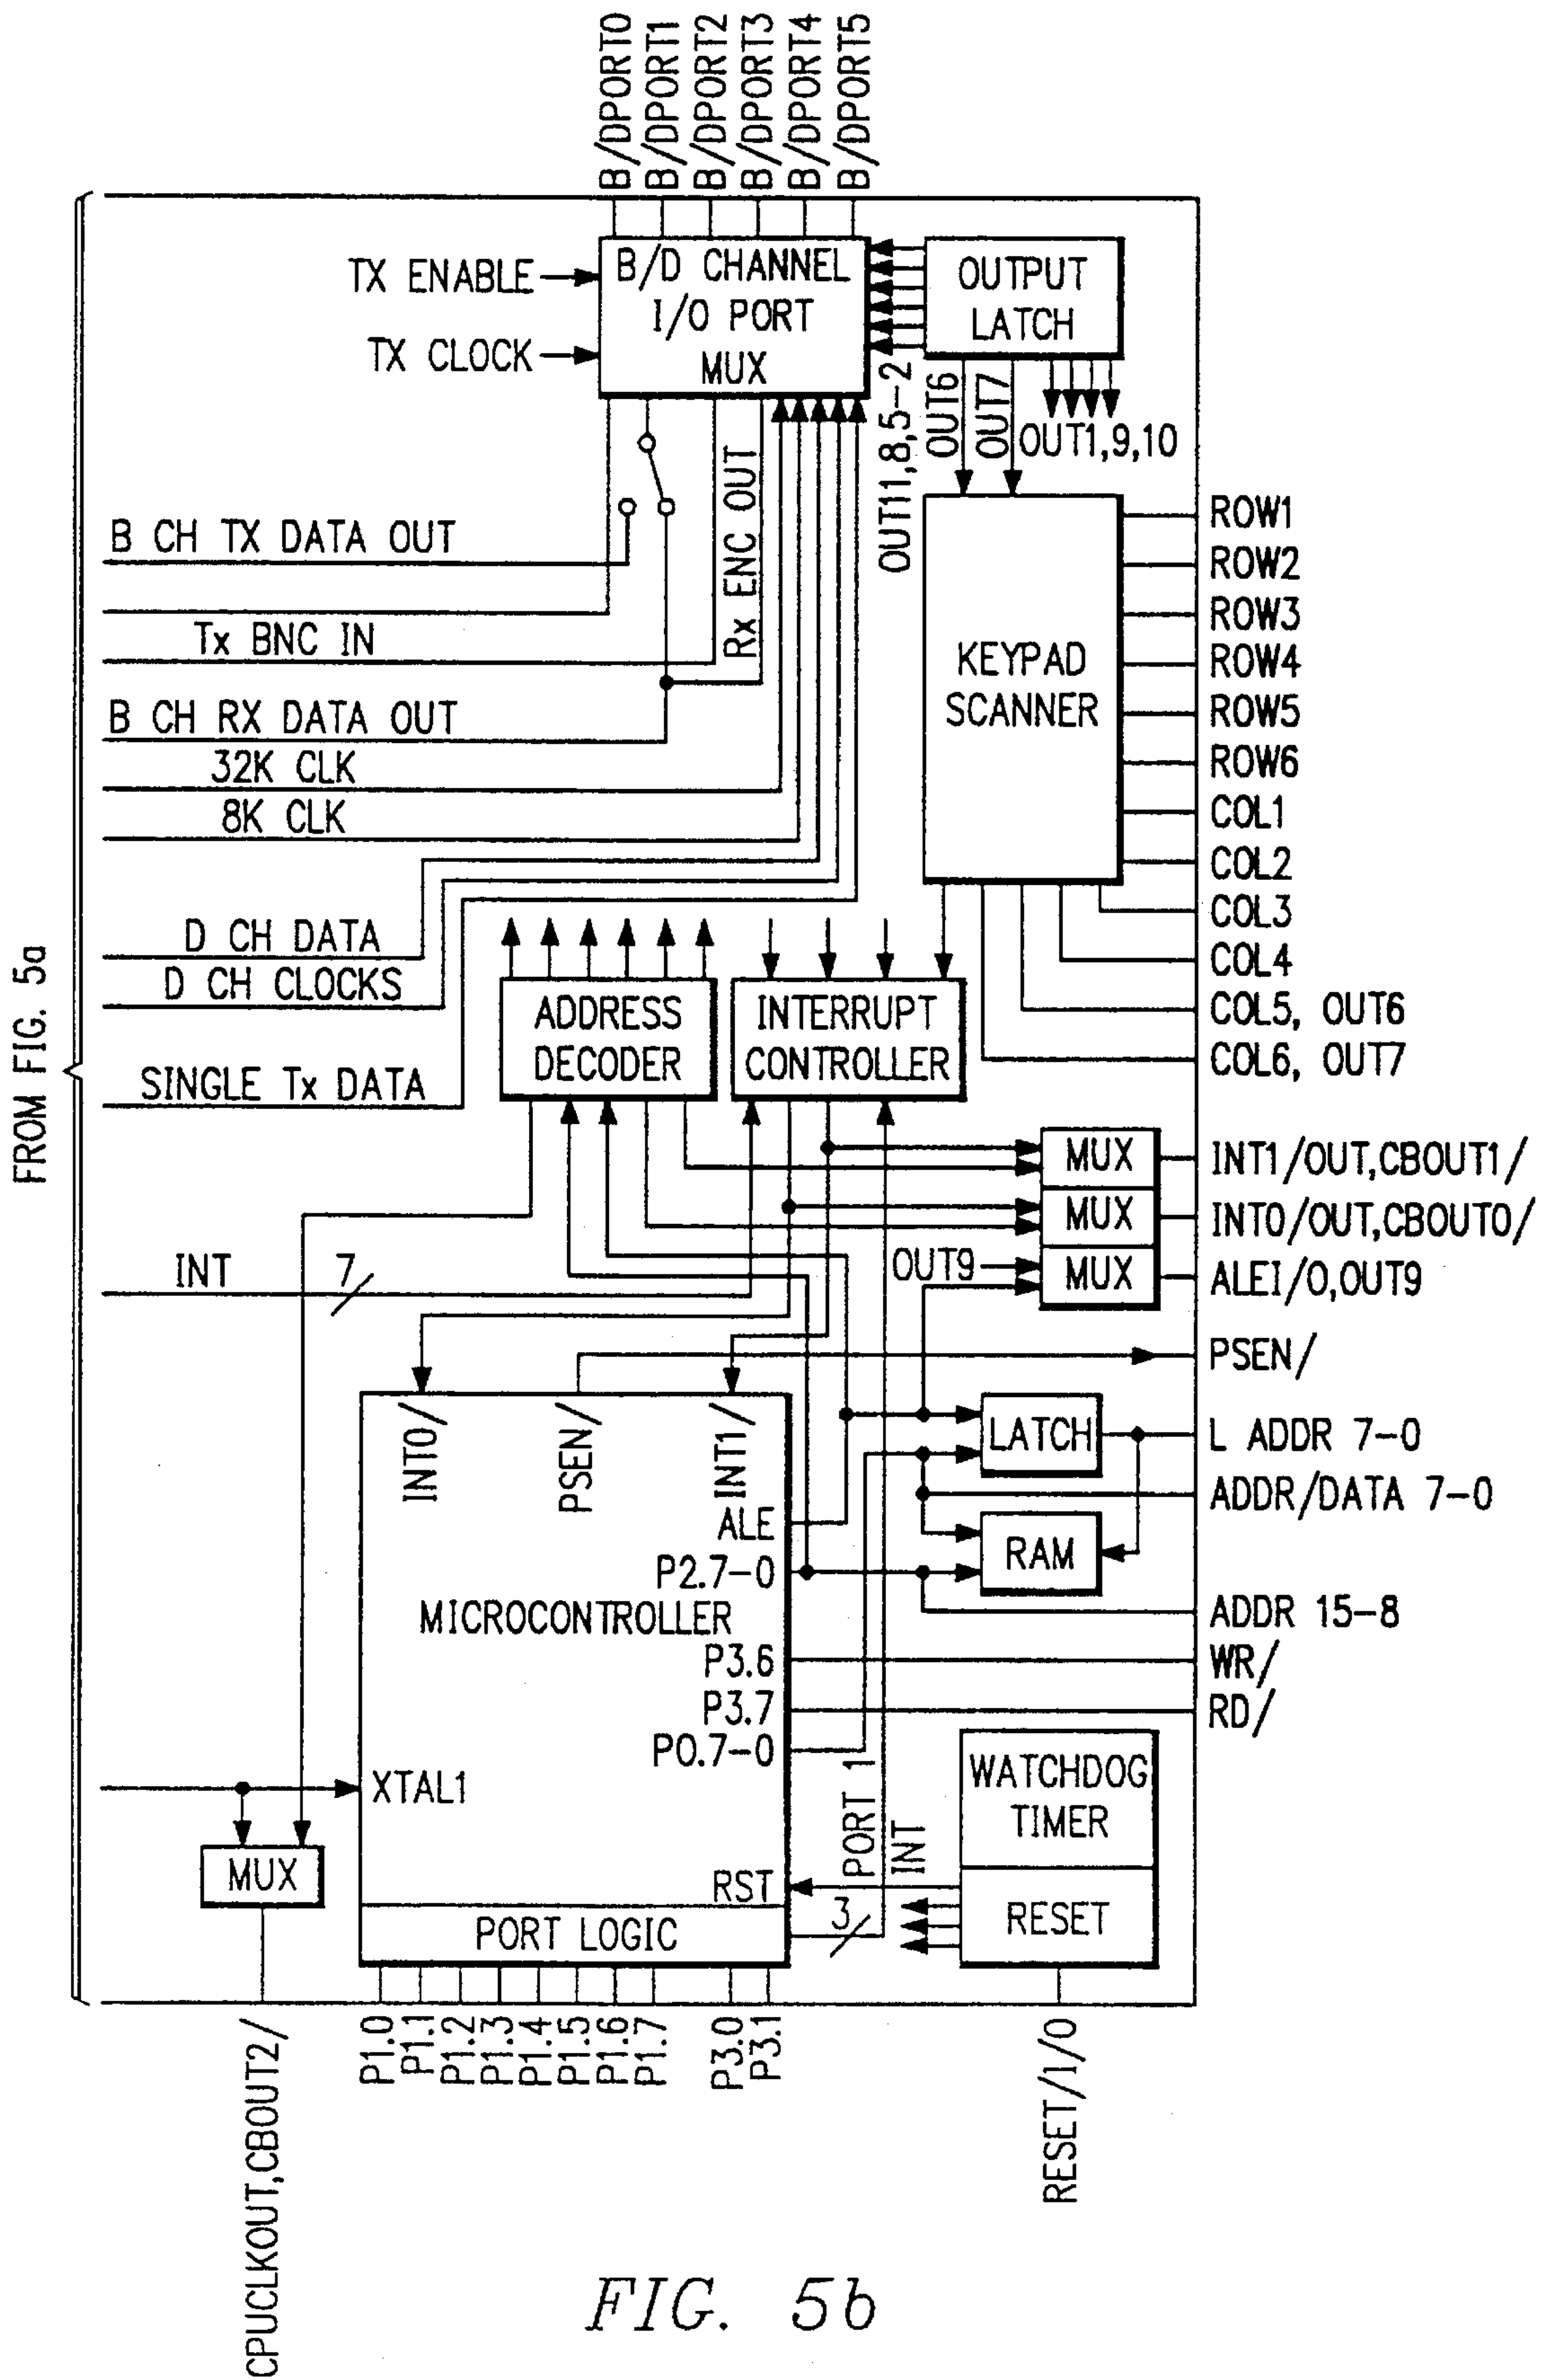 B/DPORT0
B/DPORT1
B/DPORT2
B/DPORT3
B/DPORT4
B/DPORT5
TX ENABLE
TX CLOCK
B/D CHANNEL
I/O PORT
MUX
OUTPUT
LATCH
OUT11,8,5-2
OUT6
OUT7
OUT1,9,10
B CH TX DATA OUT
Tx BNC IN
Rx ENC OUT
B CH RX DATA OUT
32K CLK
8K CLK
D CH DATA
D CH CLOCKS
SINGLE Tx DATA
FROM FIG. 5a
KEYPAD
SCANNER
ROW1
ROW2
ROW3
ROW4
ROW5
ROW6
COL1
COL2
COL3
COL4
COL5, OUT6
COL6, OUT7
ADDRESS
DECODER
INTERRUPT
CONTROLLER
MUX
INT1/OUT,CBOUT1/
MUX
INT0/OUT,CBOUT0/
OUT9
MUX
ALEI/O,OUT9
INT
7
PSEN/
INT0/
PSEN/
INT1/
LATCH
L ADDR 7-0
ADDR/DATA 7-0
ALE
RAM
P2.7-0
MICROCONTROLLER
ADDR 15-8
P3.6
WR/
P3.7
RD/
P0.7-0
XTAL1
MUX
PORT 1
INT
WATCHDOG
TIMER
RST
RESET
PORT LOGIC
3
P1.0
P1.1
P1.2
P1.3
P1.4
P1.5
P1.6
P1.7
P3.0
P3.1
CPUCLKOUT,CBOUT2/
RESET/1/0
FIG. 5b